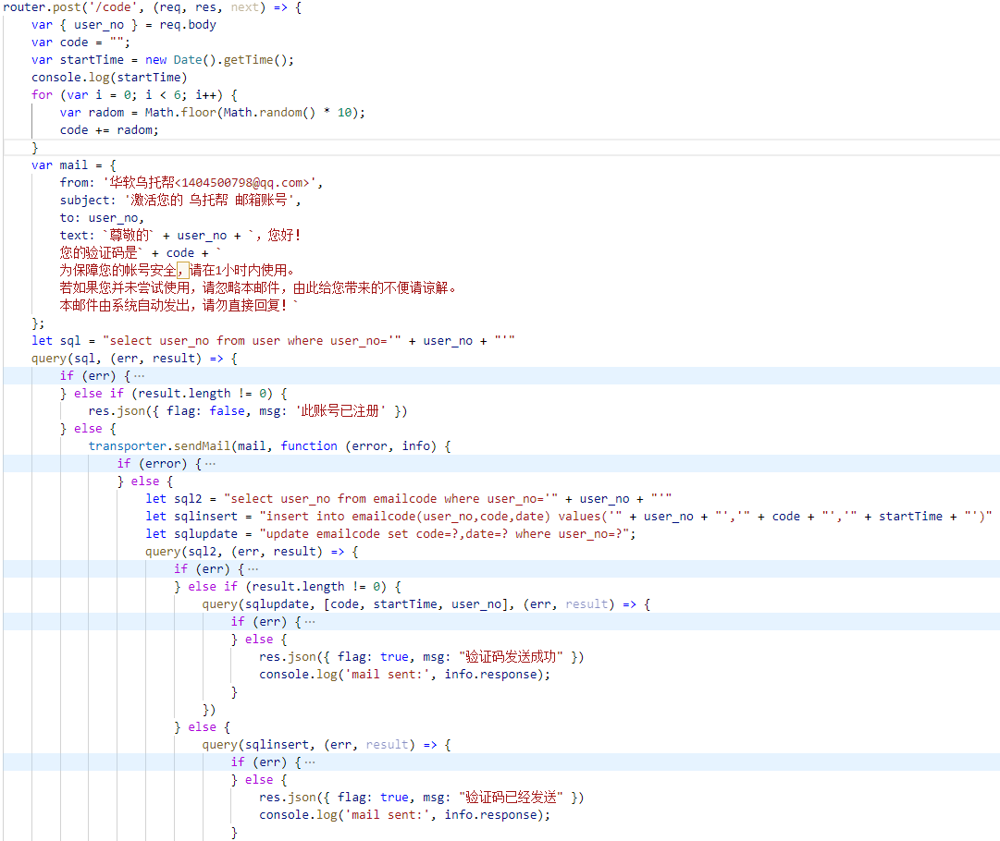 router.post('/code', (req, res, next) => {
var { user_no } = req.body
var code = "";
var startTime = new Date().getTime();
console.log(startTime)
for (var i = 0; i < 6; i++) {
var radom = Math.floor(Math.random() * 10);
code += radom;
}
var mail = {
from: '华软乌托帮<1404500798@qq.com>',
subject: '激活您的 乌托帮 邮箱账号',
to: user_no,
text: `尊敬的` + user_no + `，您好！
您的验证码是` + code + `
为保障您的帐号安全，请在1小时内使用。
若如果您并未尝试使用，请忽略本邮件，由此给您带来的不便请谅解。
本邮件由系统自动发出，请勿直接回复！`
};
let sql = "select user_no from user where user_no='" + user_no + "'"
query(sql, (err, result) => {
if (err) {···
} else if (result.length != 0) {
res.json({ flag: false, msg: '此账号已注册' })
} else {
transporter.sendMail(mail, function (error, info) {
if (error) {···
} else {
let sql2 = "select user_no from emailcode where user_no='" + user_no + "'"
let sqlinsert = "insert into emailcode(user_no,code,date) values('" + user_no + "','" + code + "','" + startTime + "')"
let sqlupdate = "update emailcode set code=?,date=? where user_no=?";
query(sql2, (err, result) => {
if (err) {···
} else if (result.length != 0) {
query(sqlupdate, [code, startTime, user_no], (err, result) => {
if (err) {···
} else {
res.json({ flag: true, msg: "验证码发送成功" })
console.log('mail sent:', info.response);
}
})
} else {
query(sqlinsert, (err, result) => {
if (err) {···
} else {
res.json({ flag: true, msg: "验证码已经发送" })
console.log('mail sent:', info.response);
}